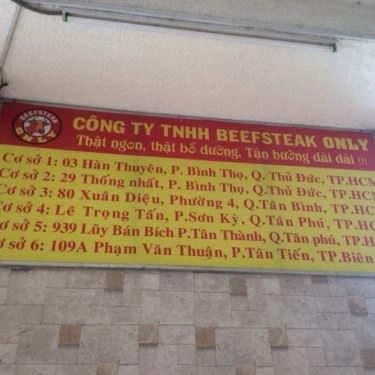 BEEFSTEAK
ONLY
CÔNG TY TNHH BEEFSTEAK ONLY
Thật ngon, thật bổ dưỡng, Tận hưởng dài dài !!!
Cơ sở 1: 03 Hàn Thuyên, P. Bình Thọ, Q. Thủ Đức, TP.HCM
Cơ sở 2: 29 Thống nhất, P. Bình Thọ, Q.Thủ Đức, TP.HCM
Cơ sở 3: 80 Xuân Diệu, Phường 4, Q.Tân Bình, TP.HC
Cơ sở 4: Lê Trọng Tấn, P.Sơn Kỳ, Q.Tân Phú, TP.HC
Cơ sở 5: 939 Lũy Bán Bích P.Tân Thành, Q.Tân phú, TP.H
Cơ sở 6: 109A Phạm Văn Thuận, P.Tân Tiến, TP.Biên